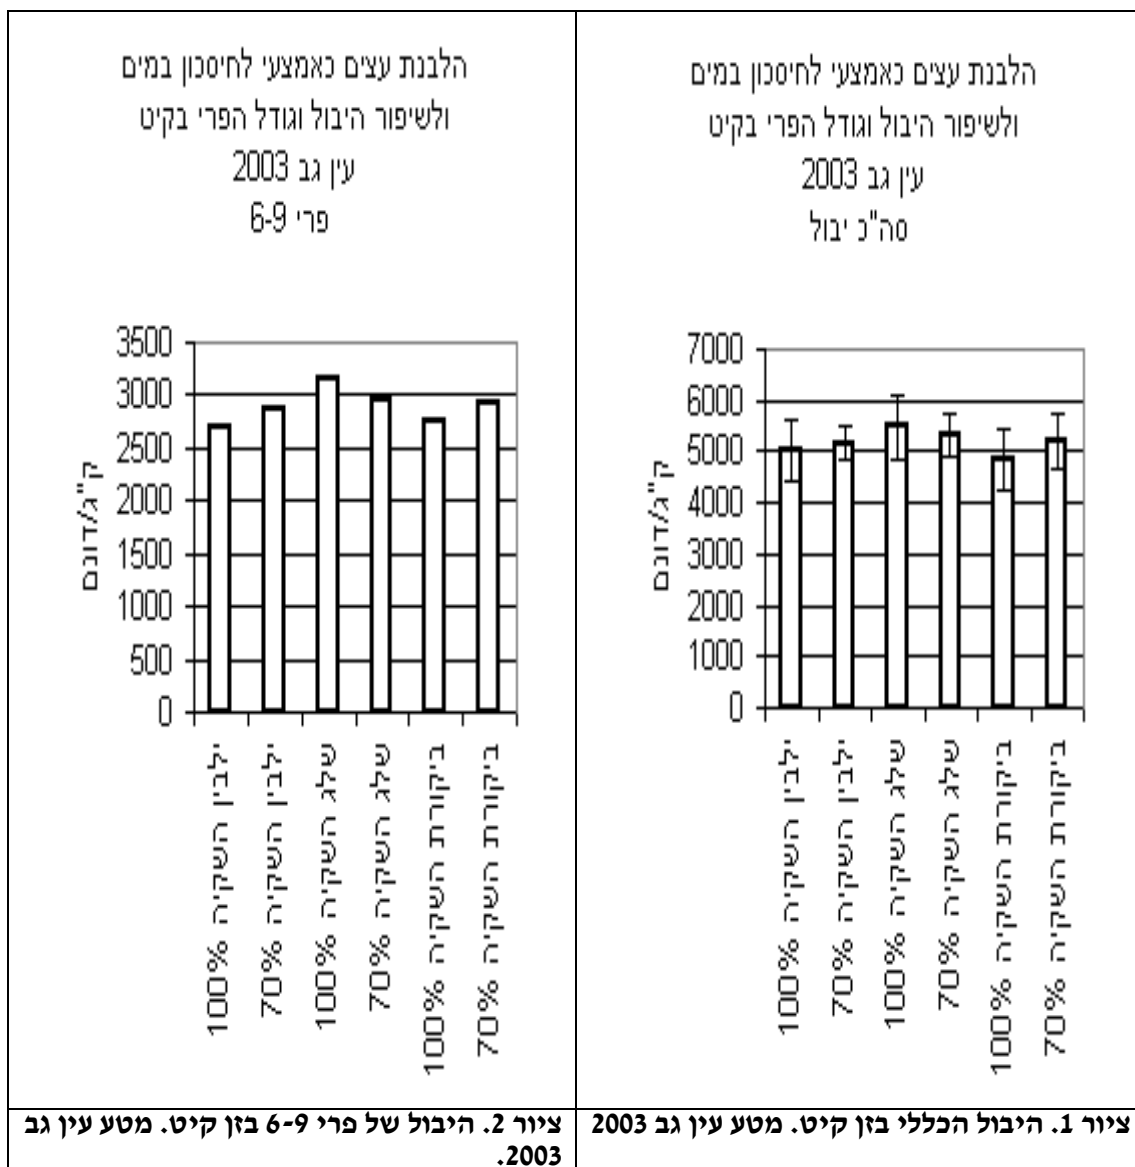 הלבנת עצים כאמצעי לחיסכון במים
ולשיפור היבול וגודל הפרי בקיט
עין גב 2003
סה"כ יבול
7000
6000
5000
4000
3000
2000
1000
0
ק"ג/דונם
ילבין השקיה 100%
ילבין השקיה 70%
שלג השקיה 100%
שלג השקיה 70%
ביקורת השקיה 100%
ביקורת השקיה 70%
ציור 1. היבול הכללי בזן קיט. מטע עין גב 2003
הלבנת עצים כאמצעי לחיסכון במים
ולשיפור היבול וגודל הפרי בקיט
עין גב 2003
פרי 6-9
3500
3000
2500
2000
1500
1000
500
0
ק"ג/דונם
ילבין השקיה 100%
ילבין השקיה 70%
שלג השקיה 100%
שלג השקיה 70%
ביקורת השקיה 100%
ביקורת השקיה 70%
ציור 2. היבול של פרי 6-9 בזן קיט. מטע עין גב
2003.